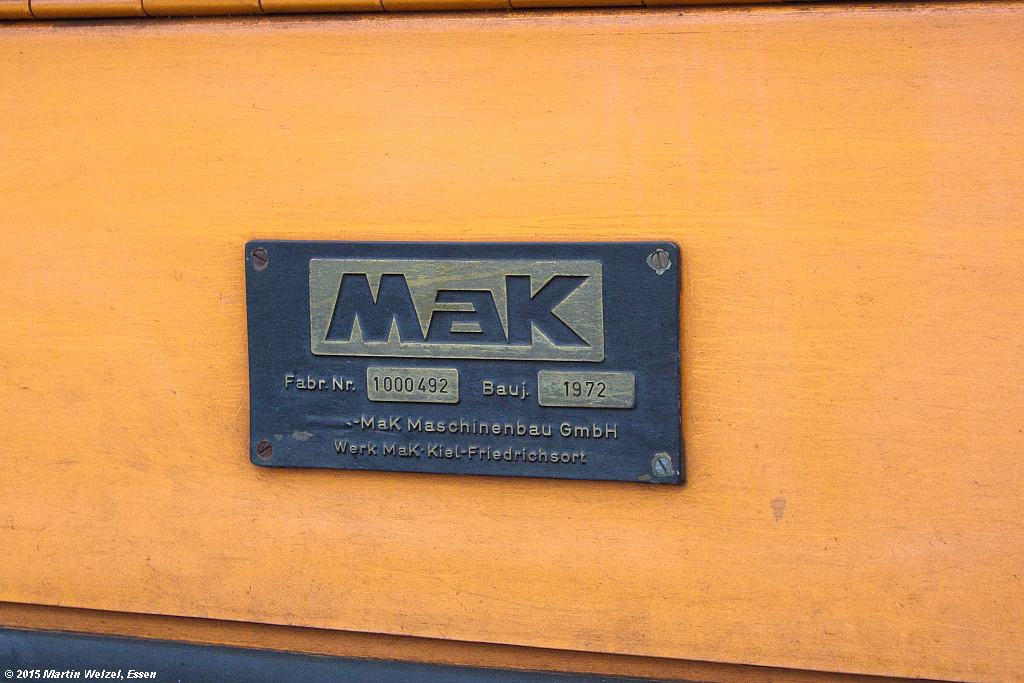 MaK
Fabr. Nr. 1000492 Bauj. 1972
-MaK Maschinenbau GmbH
Werk MaK · Kiel-Friedrichsort
© 2015 Martin Welzel, Essen